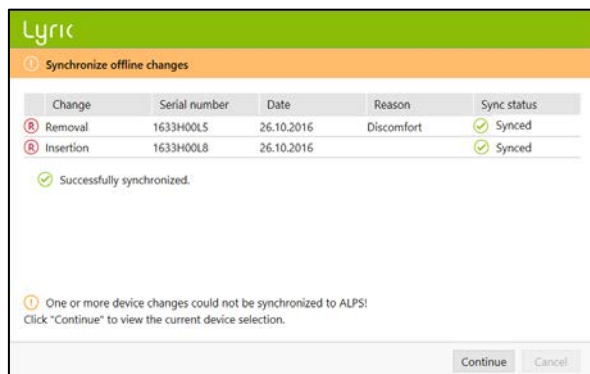 Lyric
Synchronize offline changes
Change Serial number Date Reason Sync status
R Removal 1633H00L5 26.10.2016 Discomfort Synced
R Insertion 1633H00L8 26.10.2016 Synced
Successfully synchronized.
One or more device changes could not be synchronized to ALPS!
Click "Continue" to view the current device selection.
Continue Cancel